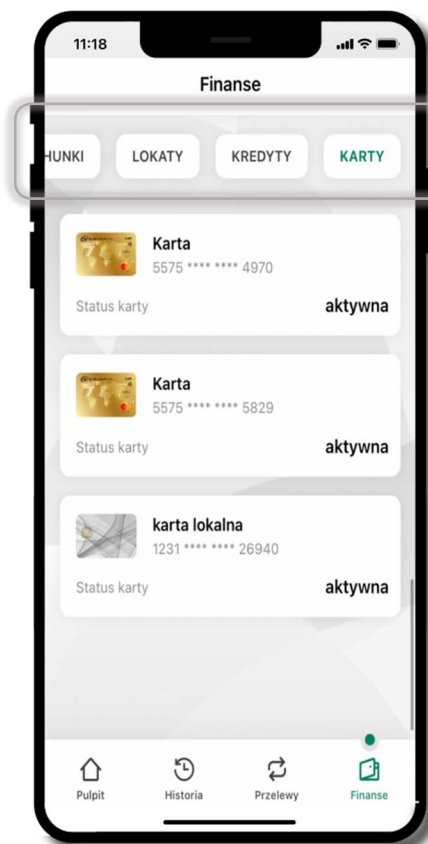 11:18
Finanse
HUNKI LOKATY KREDYTY KARTY
Karta
5575 **** **** 4970
Status karty aktywna
Karta
5575 **** **** 5829
Status karty aktywna
karta lokalna
1231 **** **** 26940
Status karty aktywna
Pulpit Historia Przelewy Finanse